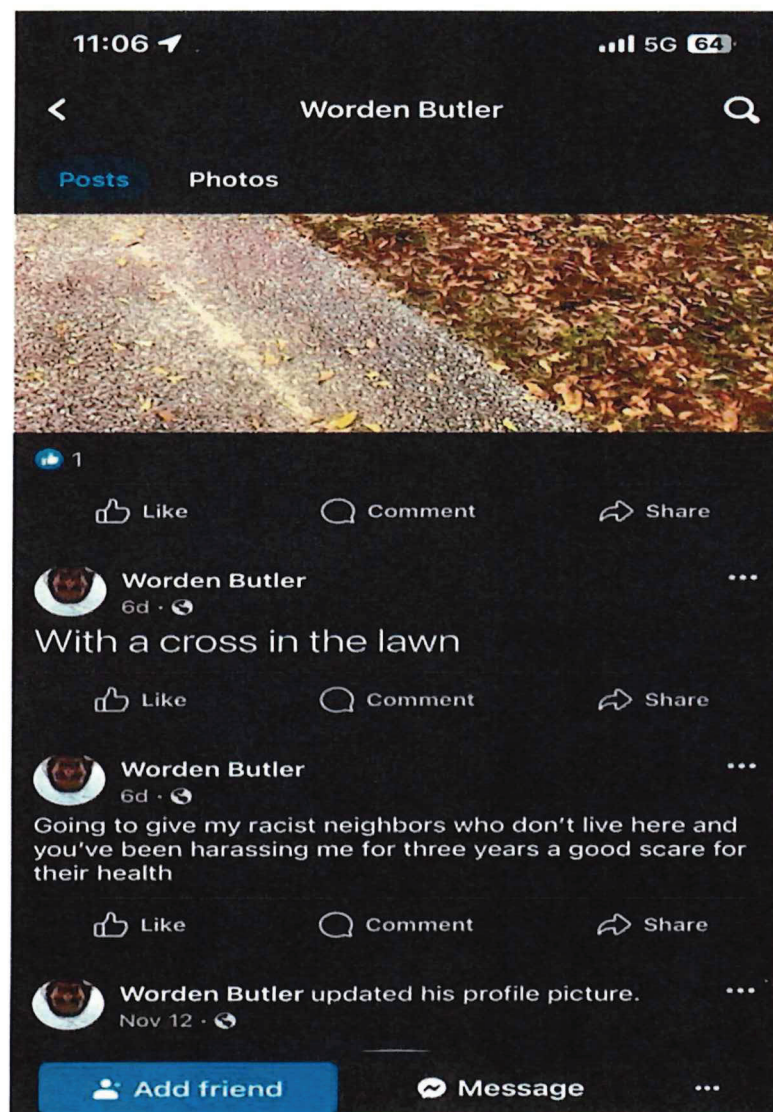 11:06
5G 64
Worden Butler
Posts Photos
1
Like Comment Share
Worden Butler
6d ·
With a cross in the lawn
Like Comment Share
Worden Butler
6d ·
Going to give my racist neighbors who don't live here and
you've been harassing me for three years a good scare for
their health
Like Comment Share
Worden Butler updated his profile picture.
Nov 12 ·
Add friend Message